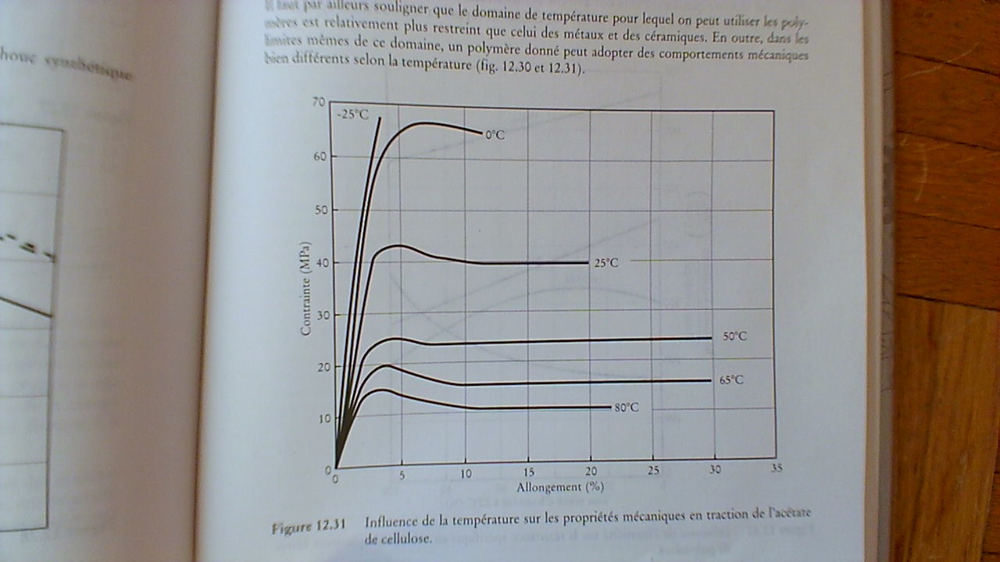 par ailleurs souligner que le domaine de température pour lequel on peut utiliser les poly-
mères est relativement plus restreint que celui des métaux et des céramiques. En outre, dans les
limites mêmes de ce domaine, un polymère donné peut adopter des comportements mécaniques
bien différents selon la température (fig. 12.30 et 12.31).
synthétique
70
60
50
40
30
20
10
0
Contrainte (MPa)
-25°C
0°C
25°C
50°C
65°C
80°C
0 5 10 15 20 25 30 35
Allongement (%)
Figure 12.31 Influence de la température sur les propriétés mécaniques en traction de l'acétate
de cellulose.